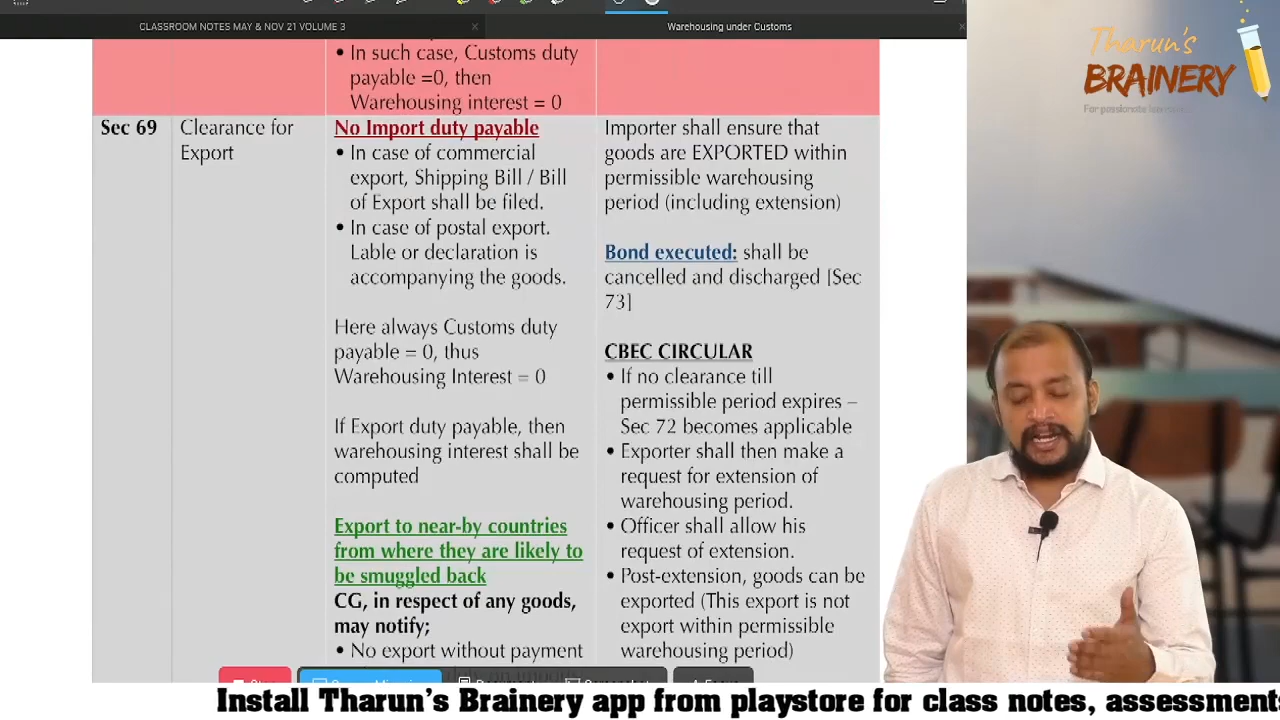 CLASSROOM NOTES MAY & NOV 21 VOLUME 3
Warehousing under Customs
Tharun's
BRAINERY
• In such case, Customs duty
payable =0, then
Warehousing interest = 0
Sec 69
Clearance for
Export
No Import duty payable
• In case of commercial
export, Shipping Bill / Bill
of Export shall be filed.
• In case of postal export.
Lable or declaration is
accompanying the goods.
Here always Customs duty
payable = 0, thus
Warehousing Interest = 0
If Export duty payable, then
warehousing interest shall be
computed
Export to near-by countries
from where they are likely to
be smuggled back
CG, in respect of any goods,
may notify;
• No export without payment
Importer shall ensure that
goods are EXPORTED within
permissible warehousing
period (including extension)
Bond executed: shall be
cancelled and discharged [Sec
73]
CBEC CIRCULAR
• If no clearance till
permissible period expires –
Sec 72 becomes applicable
• Exporter shall then make a
request for extension of
warehousing period.
• Officer shall allow his
request of extension.
• Post-extension, goods can be
exported (This export is not
export within permissible
warehousing period)
Install Tharun's Brainery app from playstore for class notes, assessment